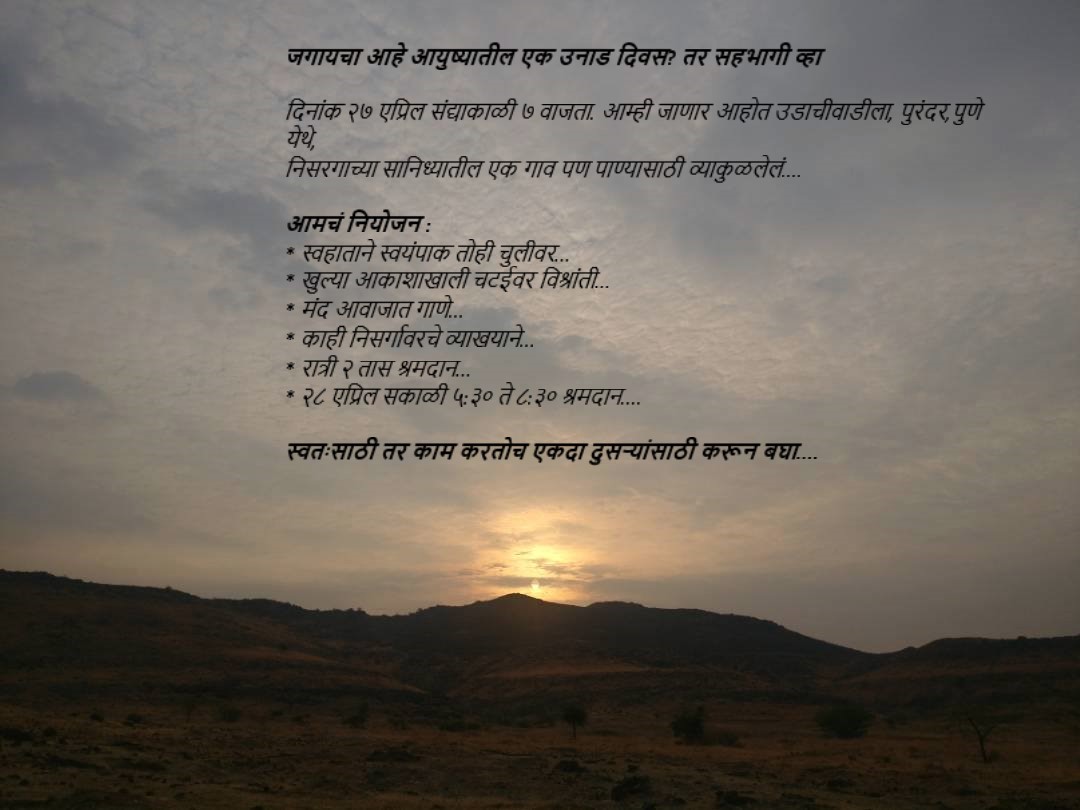 जगायचा आहे आयुष्यातील एक उनाड दिवस? तर सहभागी व्हा
दिनांक २७ एप्रिल संद्याकाळी ७ वाजता. आम्ही जाणार आहोत उडाचीवाडीला, पुरंदर,पुणे
येथे,
निसरगाच्या सानिध्यातील एक गाव पण पाण्यासाठी व्याकुळलेलं....
आमचं नियोजन :
* स्वहाताने स्वयंपाक तोही चुलीवर...
* खुल्या आकाशाखाली चटईवर विश्रांती...
* मंद आवाजात गाणे...
* काही निसर्गावरचे व्याखयाने...
* रात्री २ तास श्रमदान...
* २८ एप्रिल सकाळी ५:३० ते ८:३० श्रमदान....
स्वतःसाठी तर काम करतोच एकदा दुसऱ्यांसाठी करून बघा....